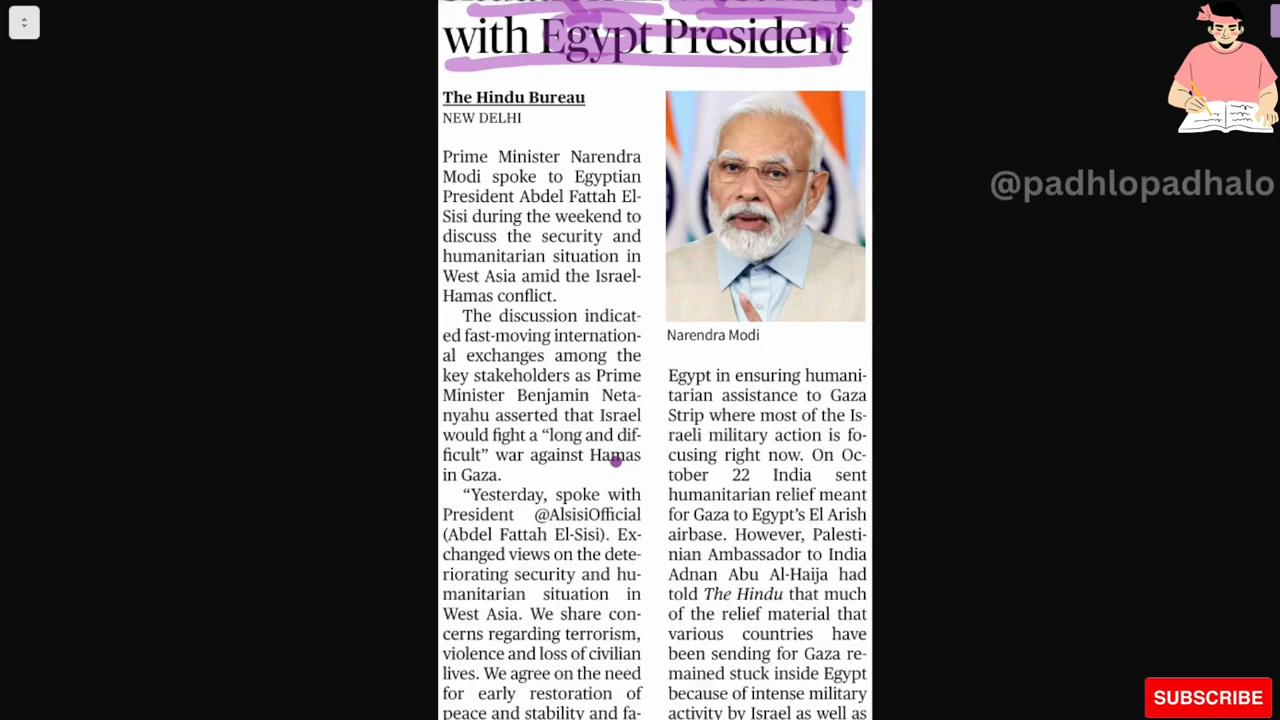 situation in West Asia
with Egypt President
The Hindu Bureau
NEW DELHI
Prime Minister Narendra
Modi spoke to Egyptian
President Abdel Fattah El-
Sisi during the weekend to
discuss the security and
humanitarian situation in
West Asia amid the Israel-
Hamas conflict.
The discussion indicat-
ed fast-moving internation-
al exchanges among the
key stakeholders as Prime
Minister Benjamin Neta-
nyahu asserted that Israel
would fight a “long and dif-
ficult” war against Hamas
in Gaza.
“Yesterday, spoke with
President @AlsisiOfficial
(Abdel Fattah El-Sisi). Ex-
changed views on the dete-
riorating security and hu-
manitarian situation in
West Asia. We share con-
cerns regarding terrorism,
violence and loss of civilian
lives. We agree on the need
for early restoration of
peace and stability and fa-
Narendra Modi
Egypt in ensuring humani-
tarian assistance to Gaza
Strip where most of the Is-
raeli military action is fo-
cusing right now. On Oc-
tober 22 India sent
humanitarian relief meant
for Gaza to Egypt’s El Arish
airbase. However, Palesti-
nian Ambassador to India
Adnan Abu Al-Haija had
told The Hindu that much
of the relief material that
various countries have
been sending for Gaza re-
mained stuck inside Egypt
because of intense military
activity by Israel as well as
@padhlopadhalo
SUBSCRIBE